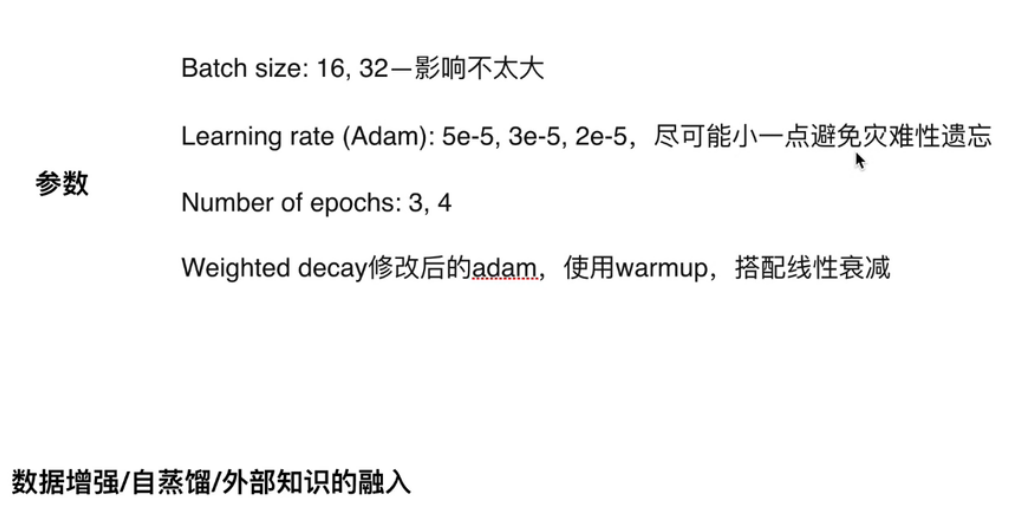 Batch size: 16, 32—影响不太大
Learning rate (Adam): 5e-5, 3e-5, 2e-5，尽可能小一点避免灾难性遗忘
参数
Number of epochs: 3, 4
Weighted decay修改后的adam，使用warmup，搭配线性衰减
数据增强/自蒸馏/外部知识的融入